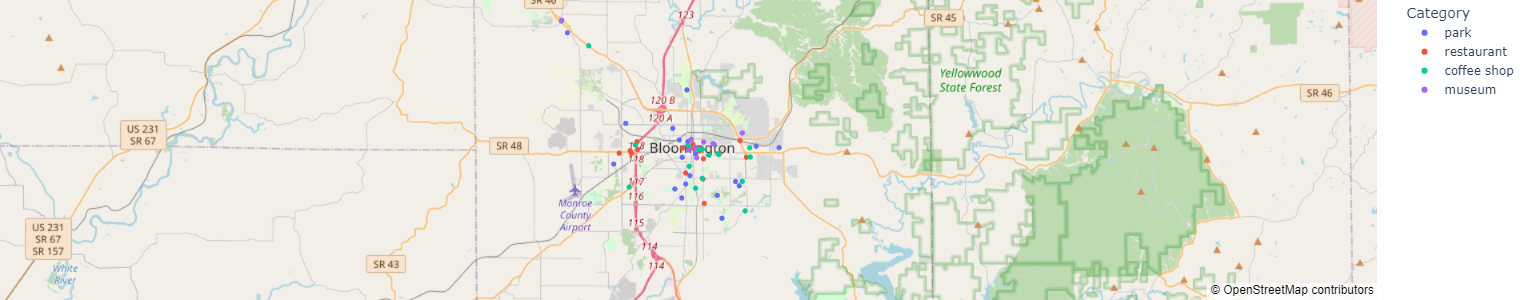 SR 46
123
SR 45
Category
park
restaurant
coffee shop
museum
Yellowwood
State Forest
SR 46
120 B
120 A
US 231
SR 67
SR 48
118
118
Bloomington
117
116
Monroe
County
Airport
115
114
114
US 231
SR 67
SR 157
SR 43
White
River
© OpenStreetMap contributors